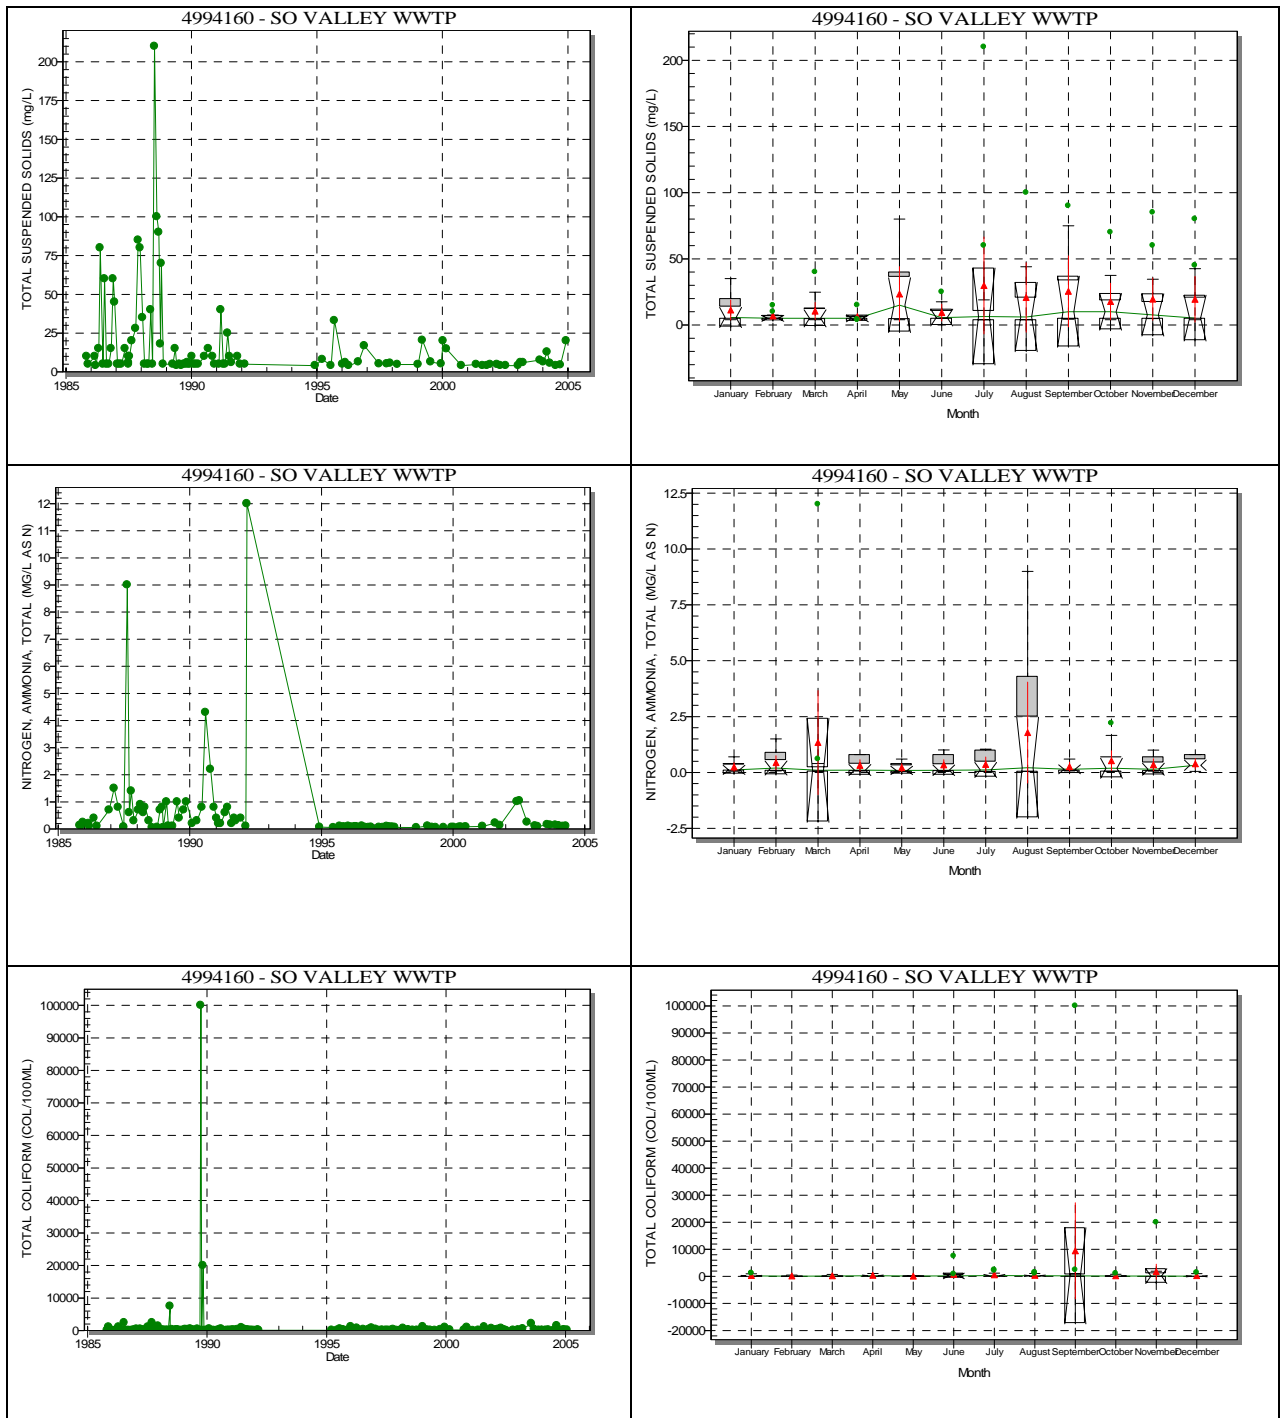 4994160 - SO VALLEY WWTP
TOTAL SUSPENDED SOLIDS (mg/L)
200
175
150
125
100
75
50
25
0
1985 1990 1995 2000 2005
Date
4994160 - SO VALLEY WWTP
TOTAL SUSPENDED SOLIDS (mg/L)
200
150
100
50
0
January February March April May June July August September October November December
Month
4994160 - SO VALLEY WWTP
NITROGEN, AMMONIA, TOTAL (MG/L AS N)
12
11
10
9
8
7
6
5
4
3
2
1
0
1985 1990 1995 2000 2005
Date
4994160 - SO VALLEY WWTP
NITROGEN, AMMONIA, TOTAL (MG/L AS N)
12.5
10.0
7.5
5.0
2.5
0.0
-2.5
January February March April May June July August September October November December
Month
4994160 - SO VALLEY WWTP
TOTAL COLIFORM (COL/100ML)
100000
90000
80000
70000
60000
50000
40000
30000
20000
10000
0
1985 1990 1995 2000 2005
Date
4994160 - SO VALLEY WWTP
TOTAL COLIFORM (COL/100ML)
100000
90000
80000
70000
60000
50000
40000
30000
20000
10000
0
-10000
-20000
January February March April May June July August September October November December
Month